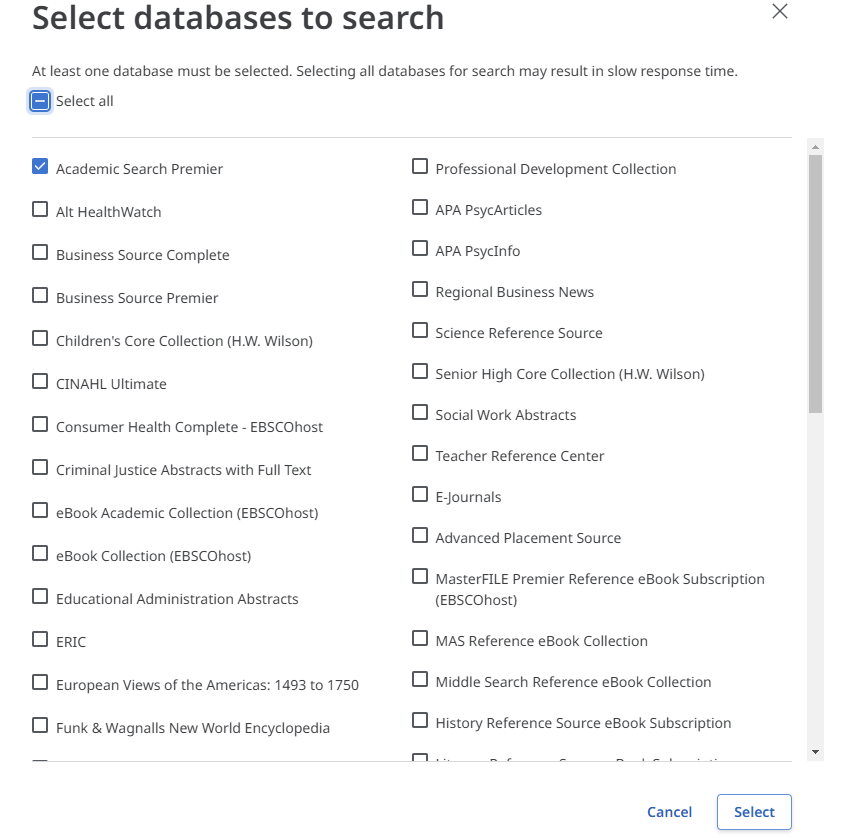 Select databases to search
At least one database must be selected. Selecting all databases for search may result in slow response time.
Select all
Academic Search Premier
Alt HealthWatch
Business Source Complete
Business Source Premier
Children's Core Collection (H.W. Wilson)
CINAHL Ultimate
Consumer Health Complete - EBSCOhost
Criminal Justice Abstracts with Full Text
eBook Academic Collection (EBSCOhost)
eBook Collection (EBSCOhost)
Educational Administration Abstracts
ERIC
European Views of the Americas: 1493 to 1750
Funk & Wagnalls New World Encyclopedia
Professional Development Collection
APA PsycArticles
APA PsycInfo
Regional Business News
Science Reference Source
Senior High Core Collection (H.W. Wilson)
Social Work Abstracts
Teacher Reference Center
E-Journals
Advanced Placement Source
MasterFILE Premier Reference eBook Subscription
(EBSCOhost)
MAS Reference eBook Collection
Middle Search Reference eBook Collection
History Reference Source eBook Subscription
Cancel
Select